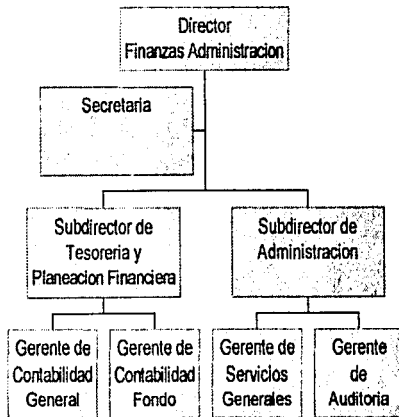 Director
Finanzas Administracion
Secretaria
Subdirector de
Tesoreria y
Planeacion Financiera
Subdirector de
Administracion
Gerente de
Contabilidad
General
Gerente de
Contabilidad
Fondo
Gerente de
Servicios
Generales
Gerente
de
Auditoria